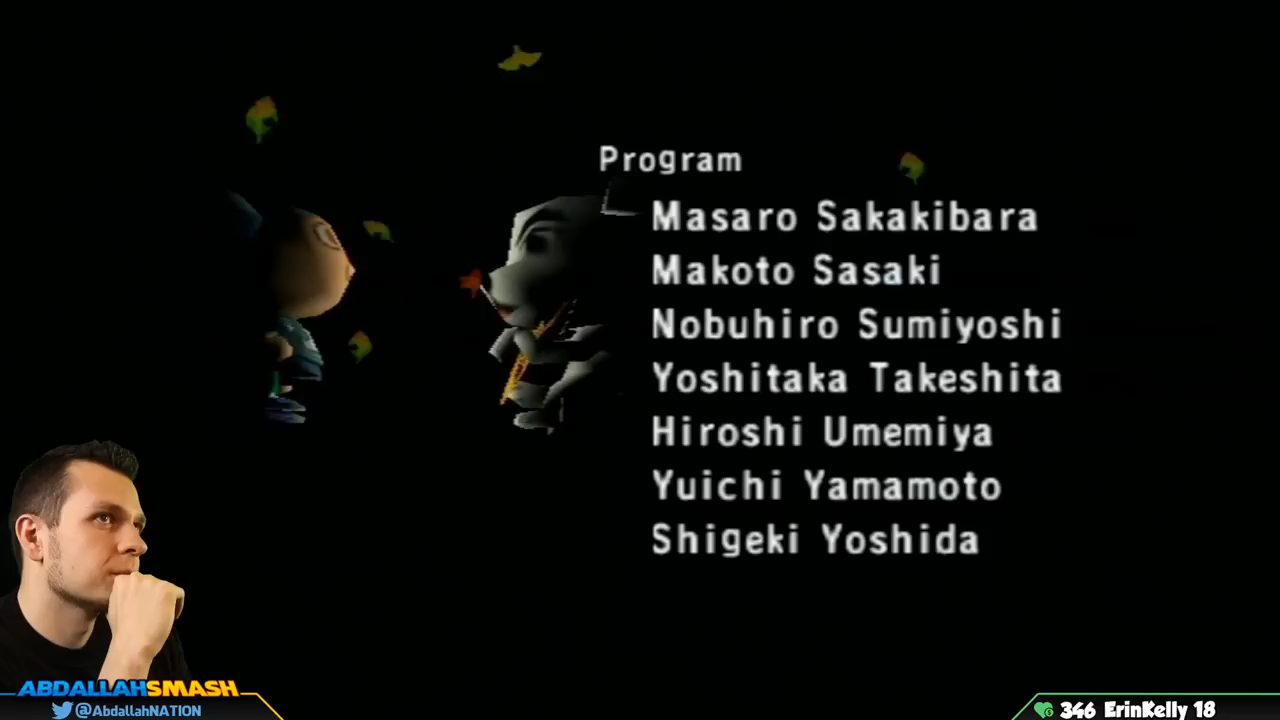 Program
Masaro Sakakibara
Makoto Sasaki
Nobuhiro Sumiyoshi
Yoshitaka Takeshita
Hiroshi Umemiya
Yuichi Yamamoto
Shigeki Yoshida
ABDALLAHSMASH
@AbdallahNATION
346 ErinKelly 18